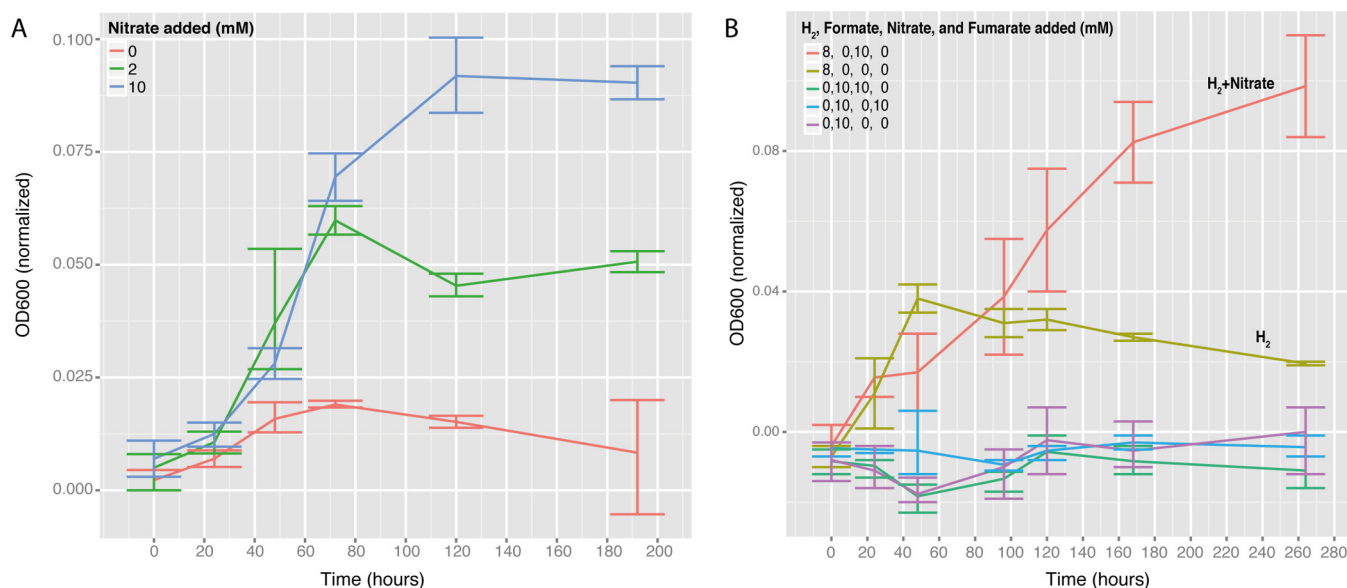 A
Nitrate added (mM)
0
2
10
0.100
0.075
0.050
0.025
0.000
OD600 (normalized)
0 20 40 60 80 100 120 140 160 180 200
Time (hours)
B
H₂, Formate, Nitrate, and Fumarate added (mM)
8, 0,10, 0
8, 0, 0, 0
0,10,10, 0
0,10, 0,10
0,10, 0, 0
H₂+Nitrate
H₂
0.08
0.04
0.00
OD600 (normalized)
0 20 40 60 80 100 120 140 160 180 200 220 240 260 280
Time (hours)